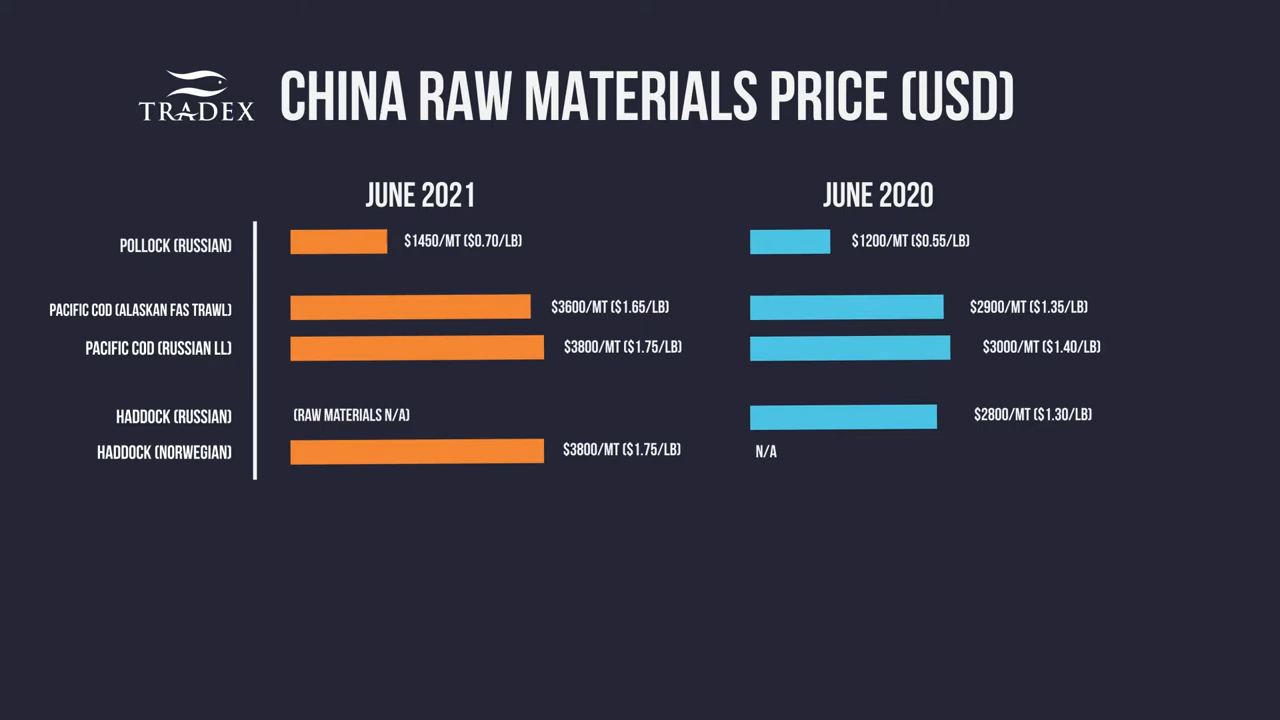 TRADEX
CHINA RAW MATERIALS PRICE (USD)
JUNE 2021
JUNE 2020
POLLOCK (RUSSIAN) $1450/MT ($0.70/LB) $1200/MT ($0.55/LB)
PACIFIC COD (ALASKAN FAS TRAWL) $3600/MT ($1.65/LB) $2900/MT ($1.35/LB)
PACIFIC COD (RUSSIAN LL) $3800/MT ($1.75/LB) $3000/MT ($1.40/LB)
HADDOCK (RUSSIAN) (RAW MATERIALS N/A) $2800/MT ($1.30/LB)
HADDOCK (NORWEGIAN) $3800/MT ($1.75/LB) N/A